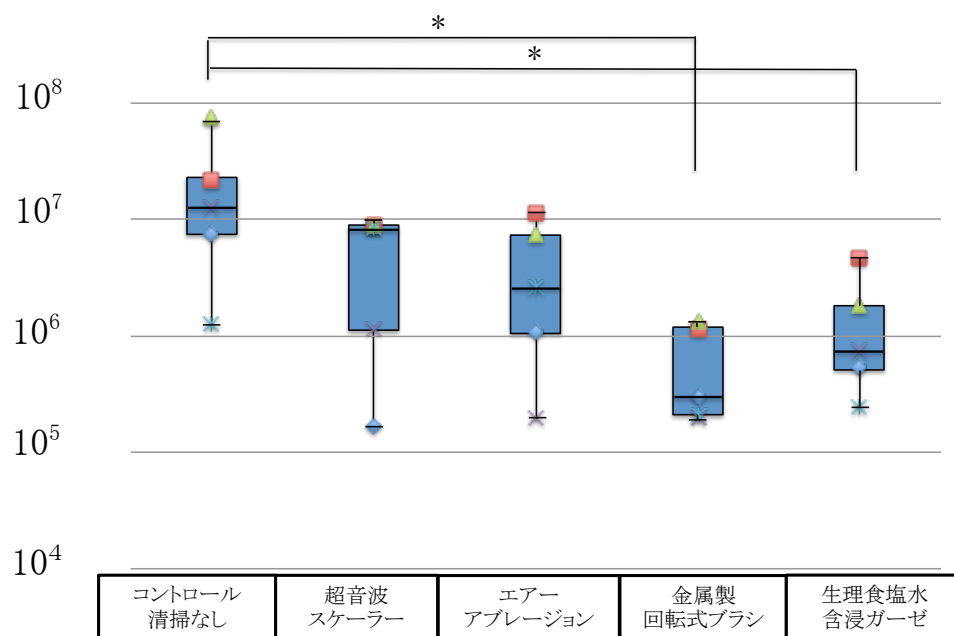 *
*
10^8
10^7
10^6
10^5
10^4
コントロール
清掃なし
超音波
スケーラー
エアー
アブレージョン
金属製
回転式ブラシ
生理食塩水
含浸ガーゼ